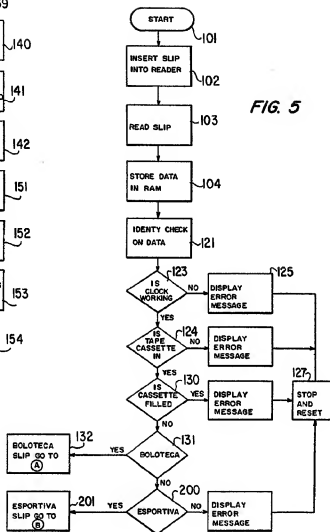 START
101
INSERT SLIP
INTO READER
102
FIG. 5
READ SLIP
103
STORE DATA
IN RAM
104
IDENTY CHECK
ON DATA
121
IS
CLOCK
WORKING
123
NO
DISPLAY
ERROR
MESSAGE
125
YES
IS
TAPE
CASSETTE
IN
124
NO
DISPLAY
ERROR
MESSAGE
YES
IS
CASSETTE
FILLED
130
YES
DISPLAY
ERROR
MESSAGE
127
STOP
AND
RESET
NO
BOLOTECA
131
YES
BOLOTECA
SLIP GO TO
A
132
NO
ESPORTIVA
200
YES
ESPORTIVA
SLIP GO TO
B
201
NO
DISPLAY
ERROR
MESSAGE
140
141
142
151
152
153
154